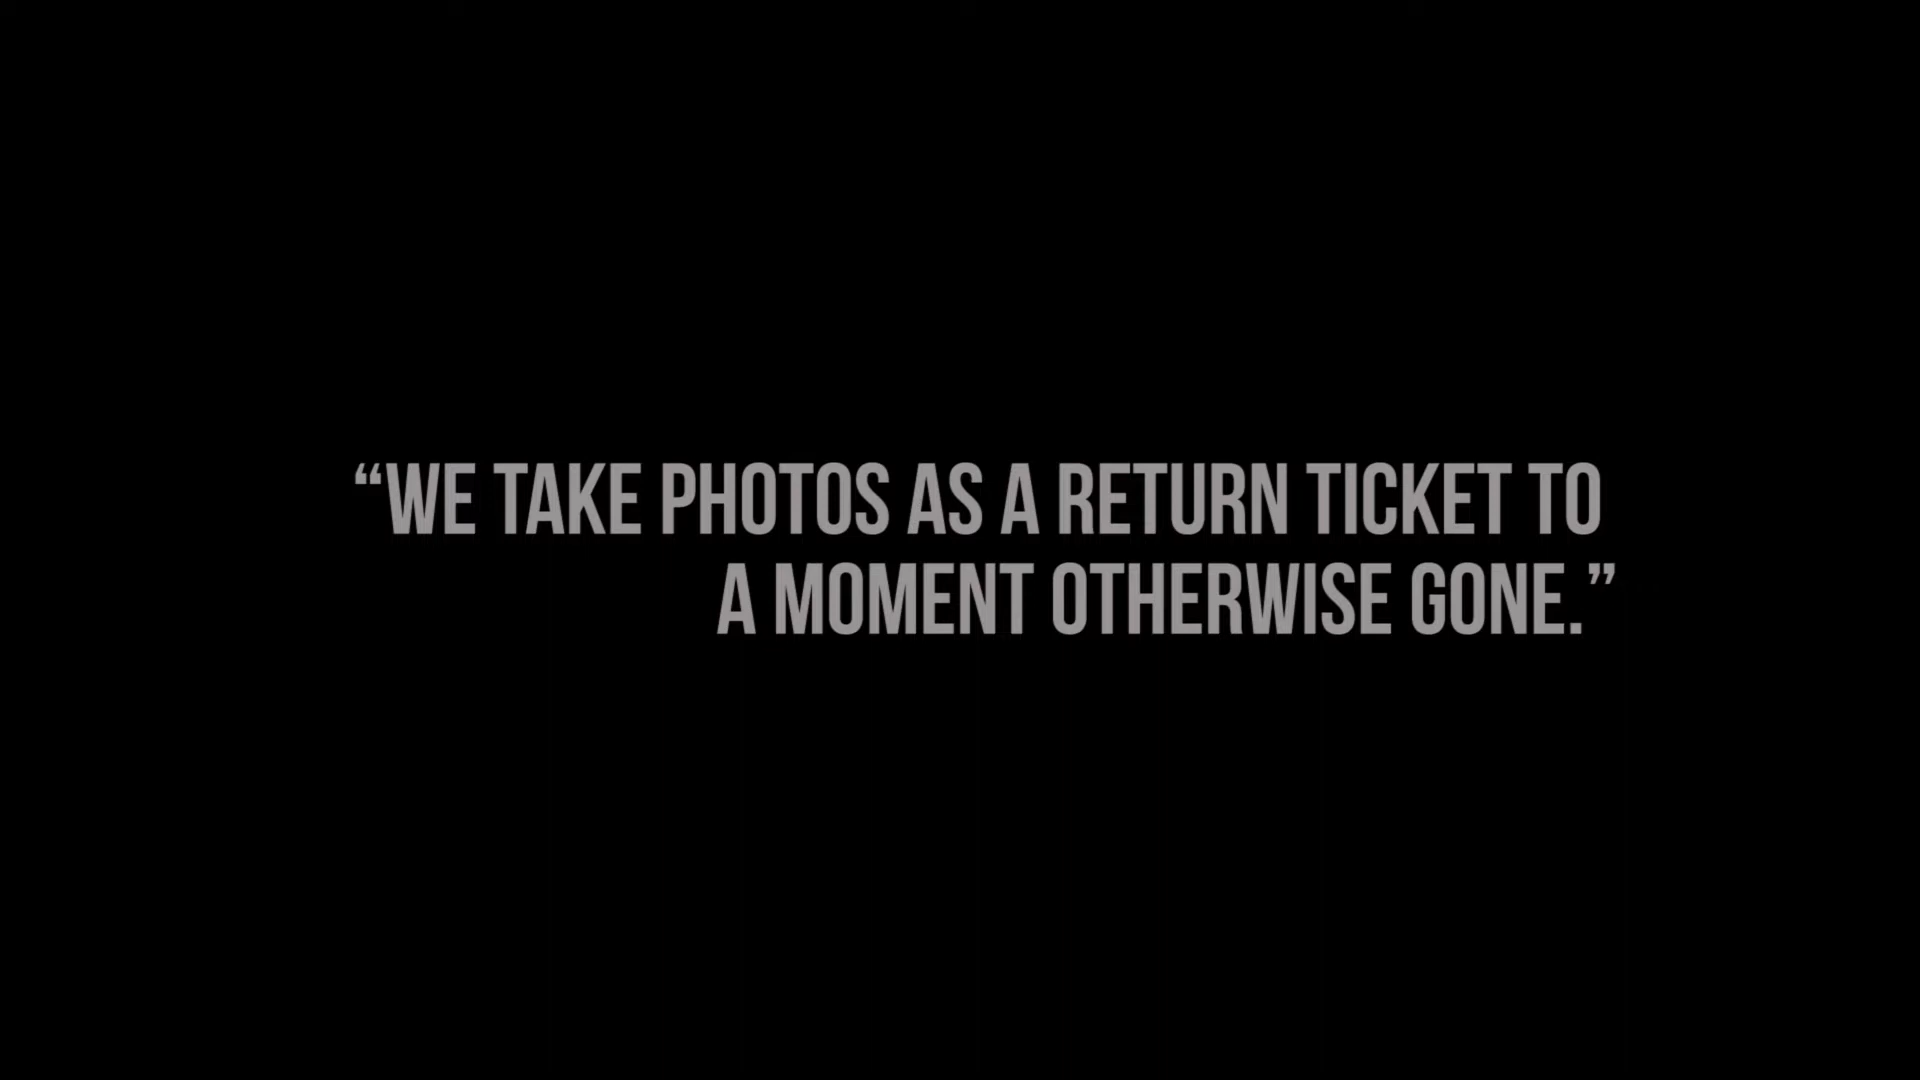 “WE TAKE PHOTOS AS A RETURN TICKET TO
A MOMENT OTHERWISE GONE.”